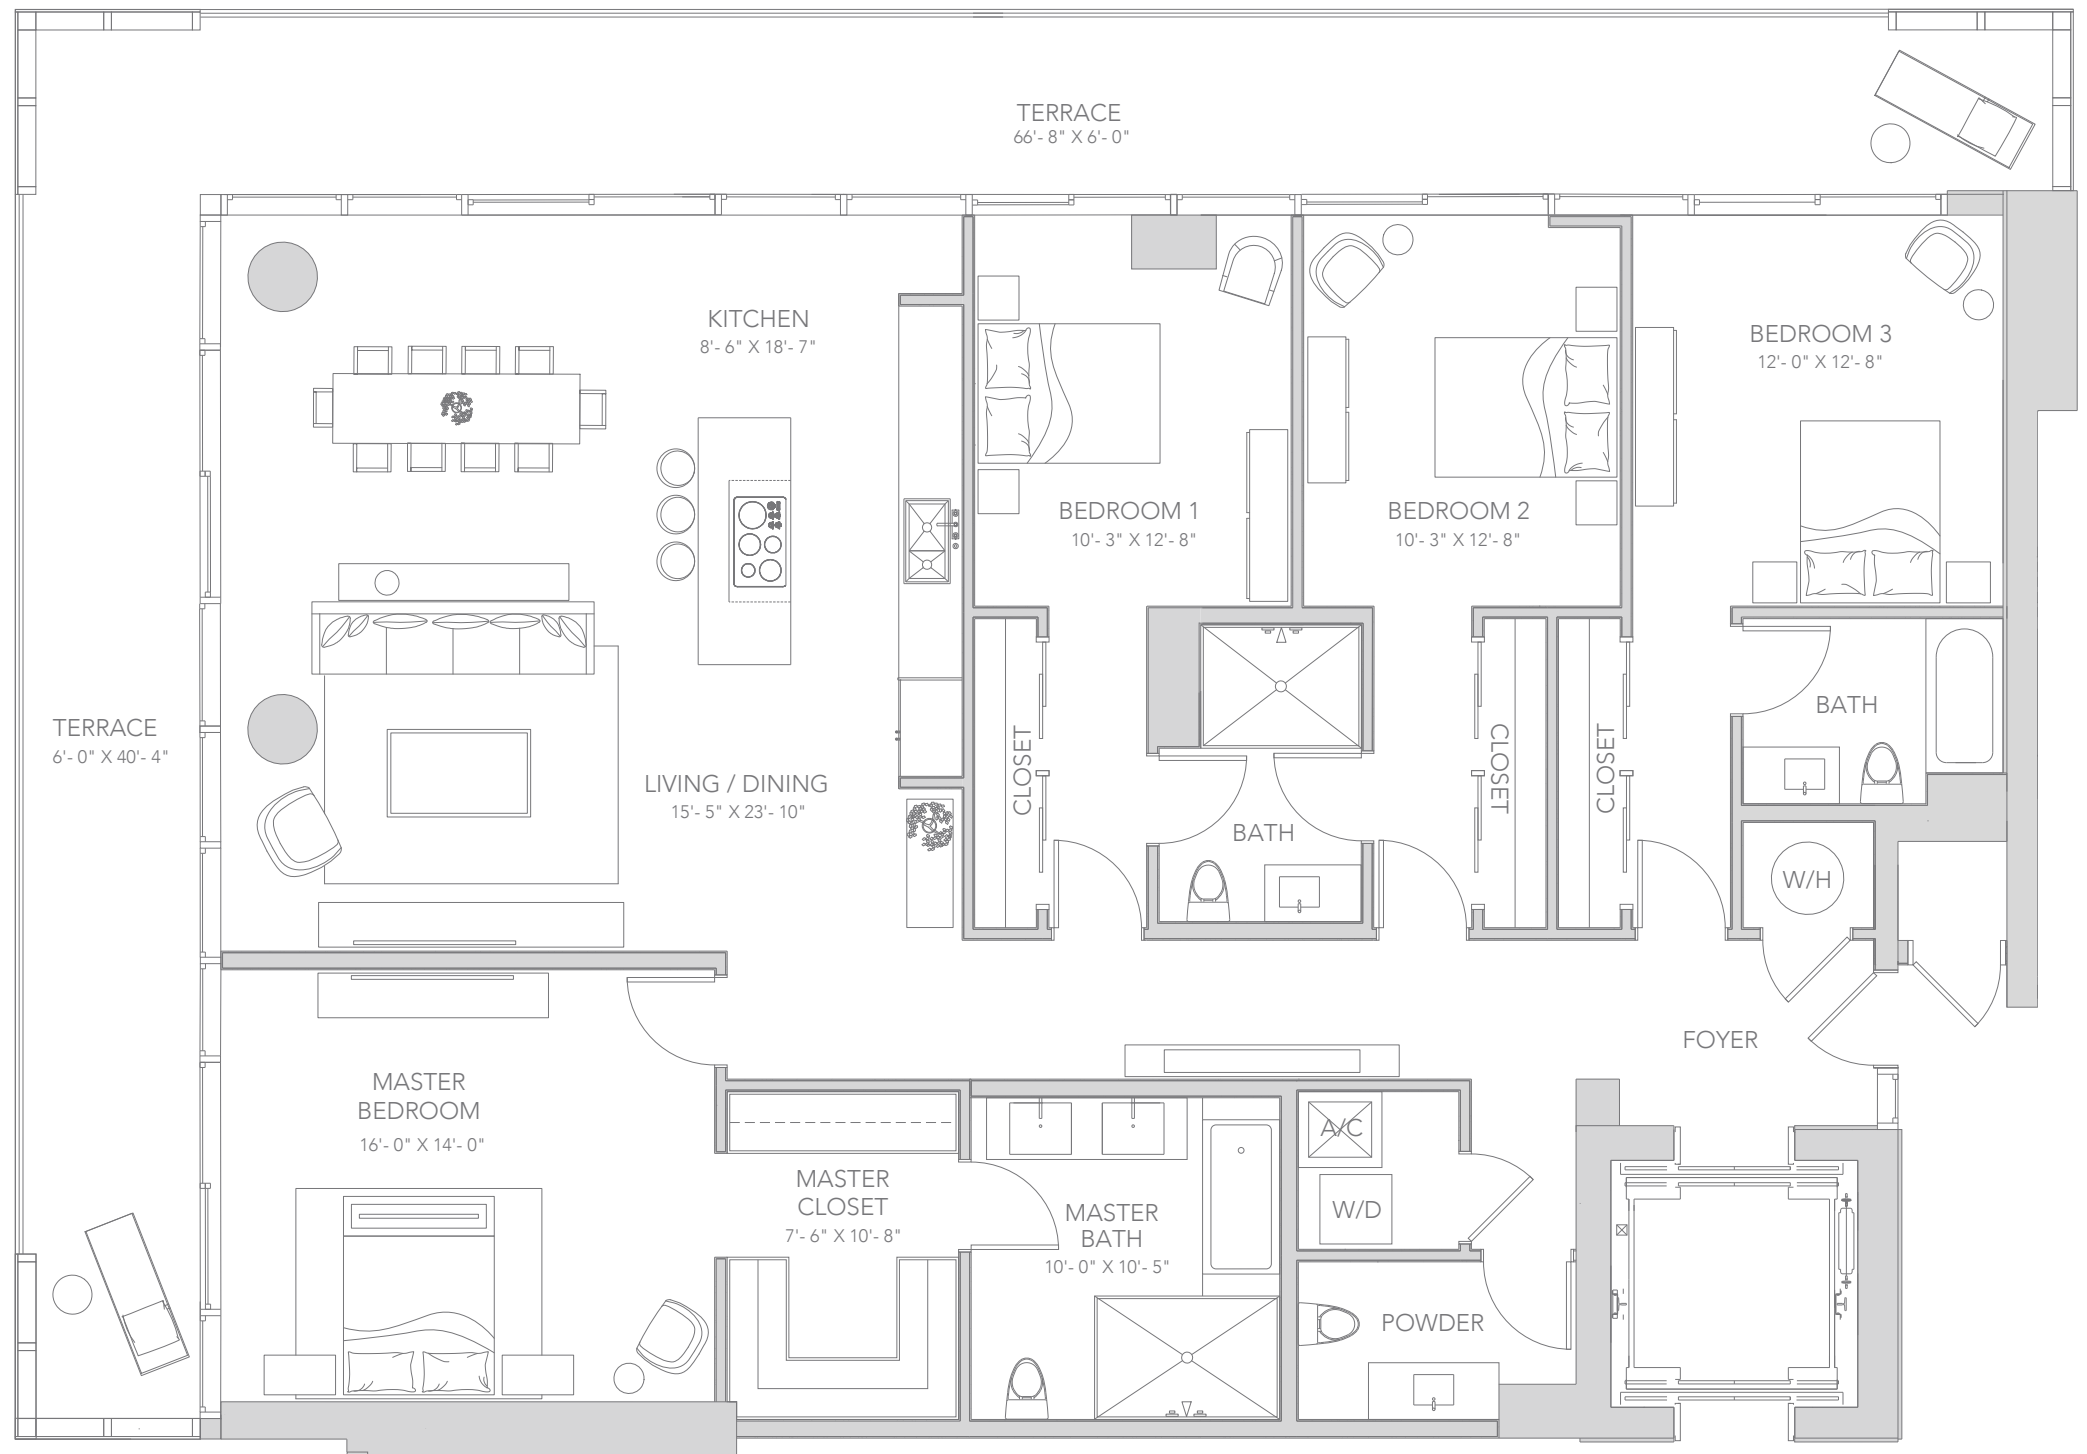 TERRACE
66'- 8" X 6'- 0"
KITCHEN
8'- 6" X 18'- 7"
BEDROOM 3
12'- 0" X 12'- 8"
BEDROOM 1
10'- 3" X 12'- 8"
BEDROOM 2
10'- 3" X 12'- 8"
TERRACE
6'- 0" X 40'- 4"
LIVING / DINING
15'- 5" X 23'- 10"
CLOSET
BATH
CLOSET
CLOSET
BATH
W/H
FOYER
MASTER
BEDROOM
16'- 0" X 14'- 0"
MASTER
CLOSET
7'- 6" X 10'- 8"
MASTER
BATH
10'- 0" X 10'- 5"
A/C
W/D
POWDER